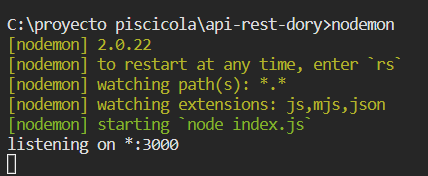 C:\proyecto piscicola\api-rest-dory>nodemon
[nodemon] 2.0.22
[nodemon] to restart at any time, enter `rs`
[nodemon] watching path(s): *.*
[nodemon] watching extensions: js,mjs,json
[nodemon] starting `node index.js`
listening on *:3000